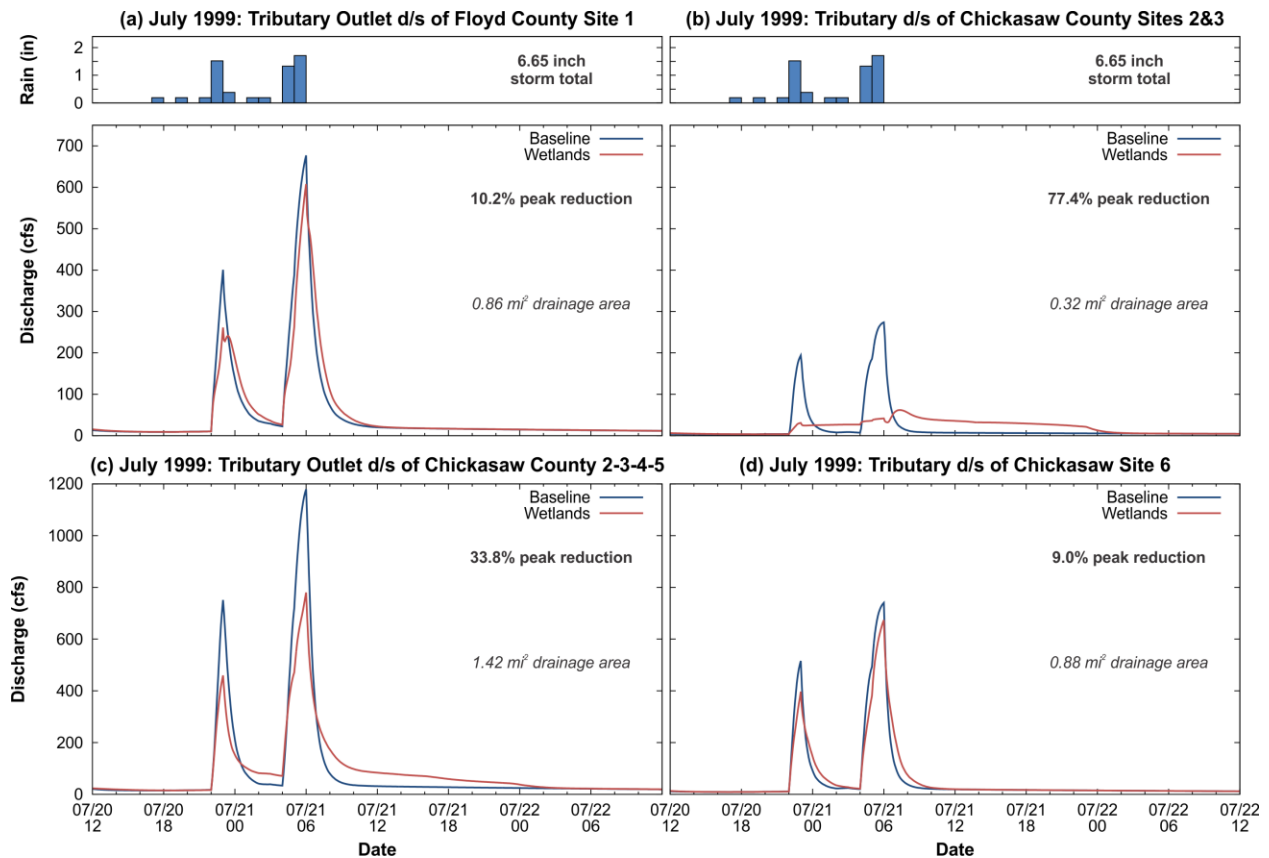 (a) July 1999: Tributary Outlet d/s of Floyd County Site 1
(b) July 1999: Tributary d/s of Chickasaw County Sites 2&3
Rain (in)
2
1
0
6.65 inch
storm total
6.65 inch
storm total
Discharge (cfs)
700
600
500
400
300
200
100
0
Baseline
Wetlands
10.2% peak reduction
0.86 mi² drainage area
Baseline
Wetlands
77.4% peak reduction
0.32 mi² drainage area
(c) July 1999: Tributary Outlet d/s of Chickasaw County 2-3-4-5
(d) July 1999: Tributary d/s of Chickasaw Site 6
Discharge (cfs)
1200
1000
800
600
400
200
0
Baseline
Wetlands
33.8% peak reduction
1.42 mi² drainage area
Baseline
Wetlands
9.0% peak reduction
0.88 mi² drainage area
07/20 07/20 07/21 07/21 07/21 07/21 07/22 07/22 07/20 07/20 07/21 07/21 07/21 07/21 07/22 07/22 07/22
12 18 00 06 12 18 00 06 12 18 00 06 12 18 00 06 12
Date
Date